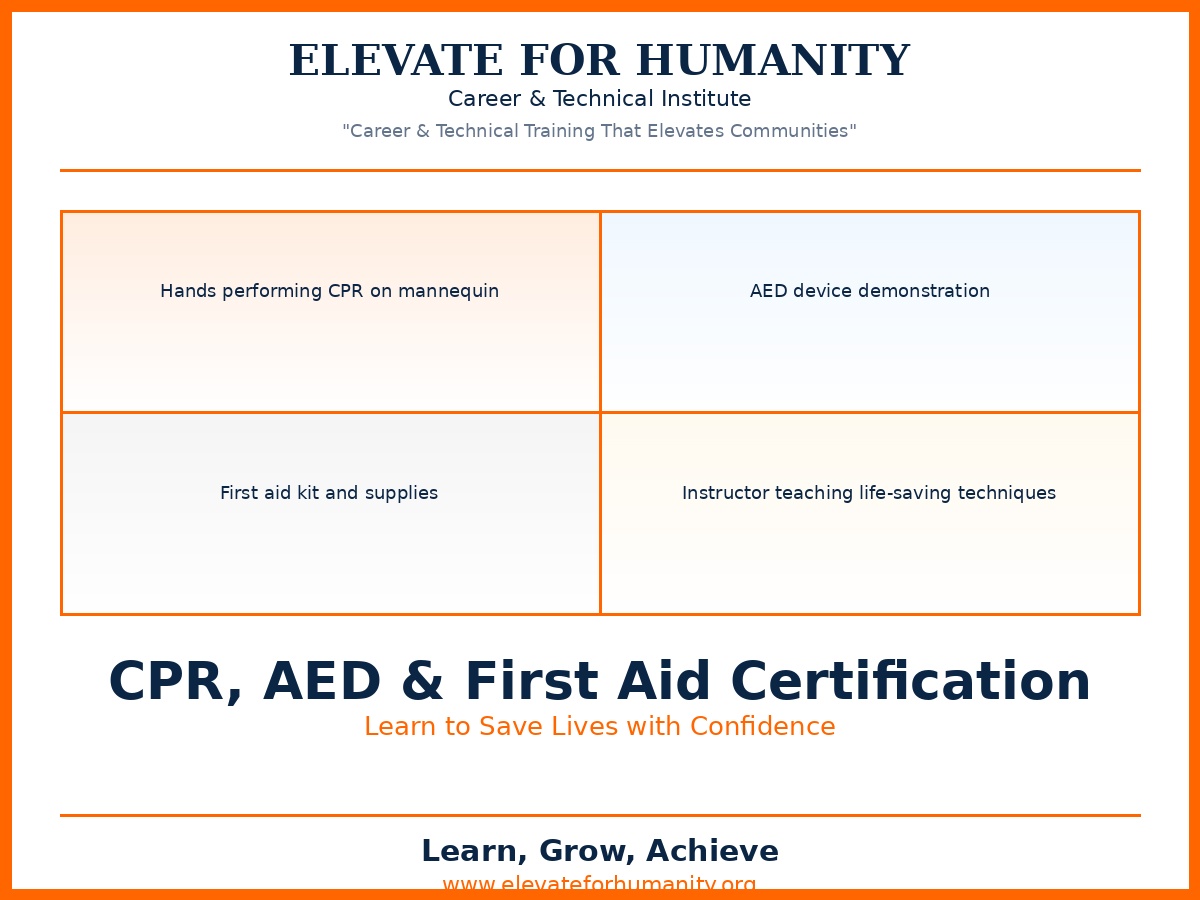 ELEVATE FOR HUMANITY
Career & Technical Institute
"Career & Technical Training That Elevates Communities"
Hands performing CPR on mannequin
AED device demonstration
First aid kit and supplies
Instructor teaching life-saving techniques
CPR, AED & First Aid Certification
Learn to Save Lives with Confidence
Learn, Grow, Achieve
www.elevateforhumanity.org